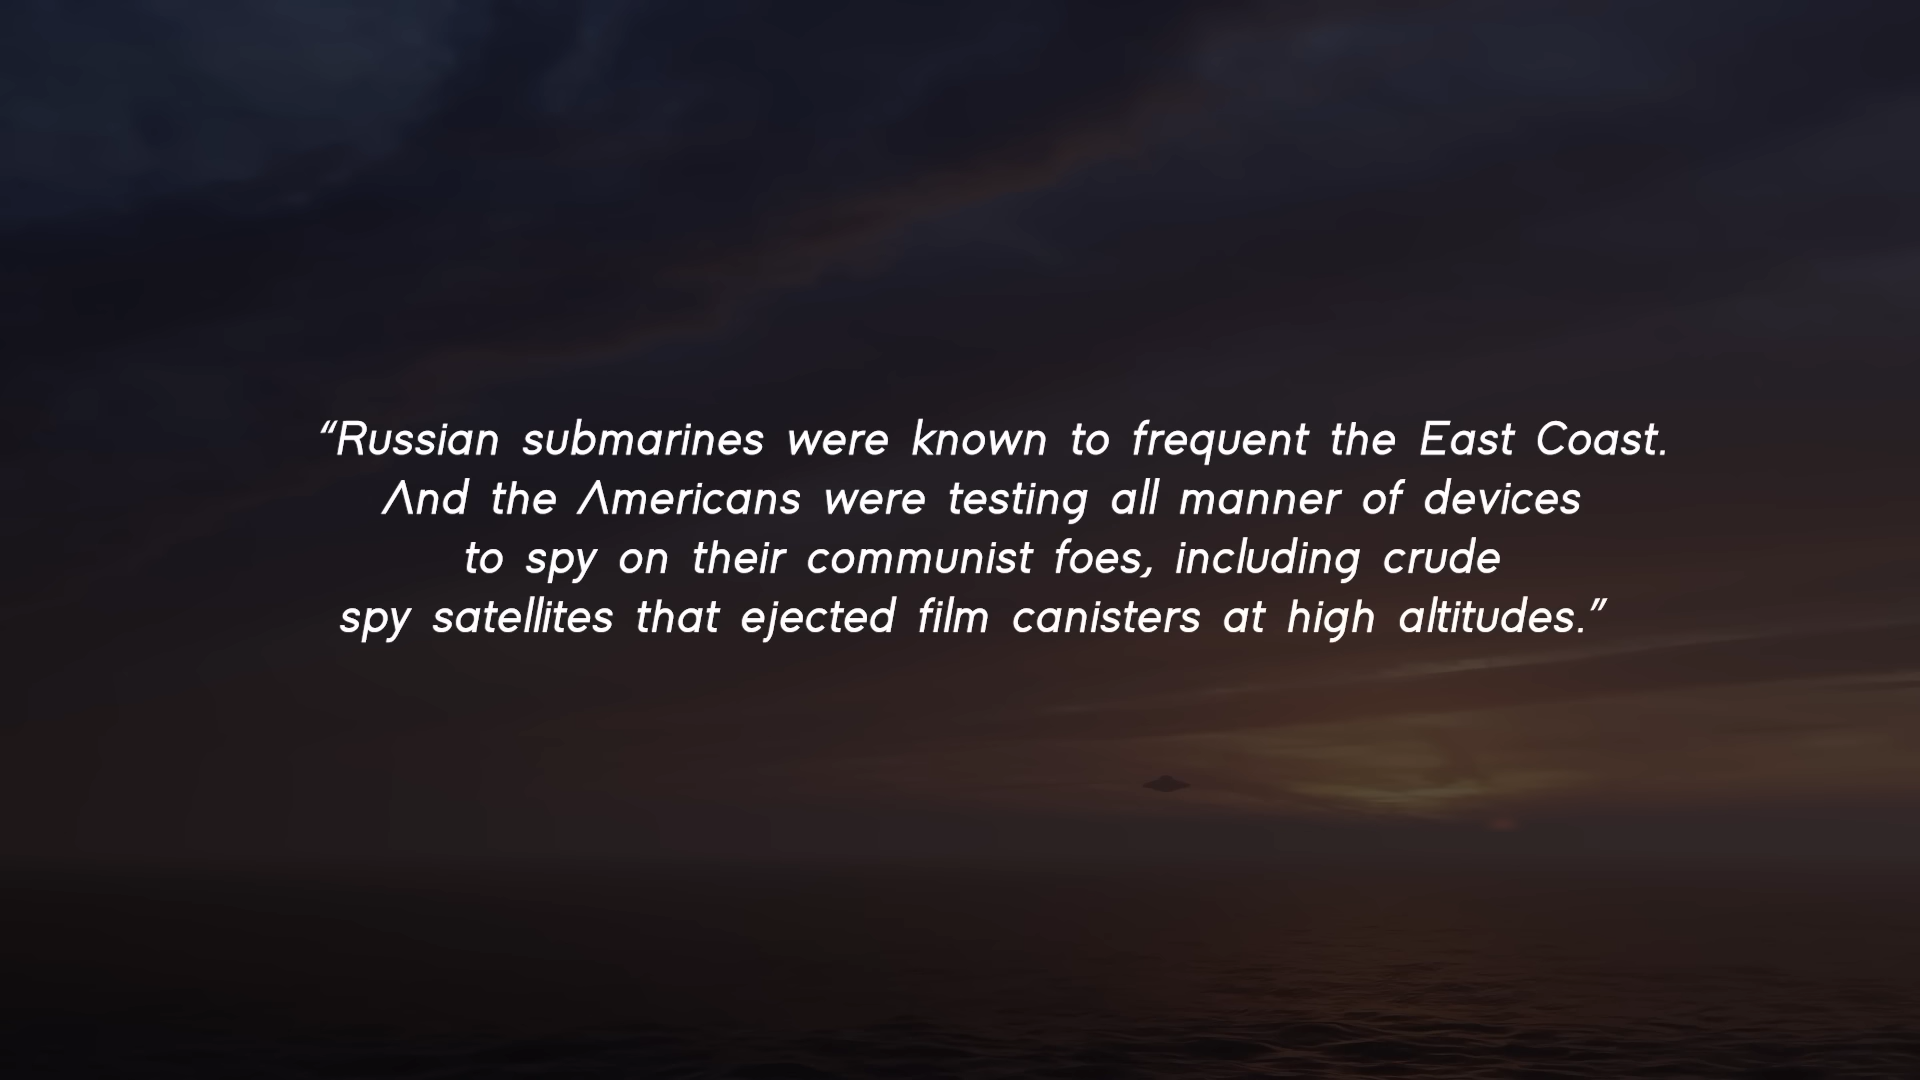 “Russian submarines were known to frequent the East Coast.
And the Americans were testing all manner of devices
to spy on their communist foes, including crude
spy satellites that ejected film canisters at high altitudes.”